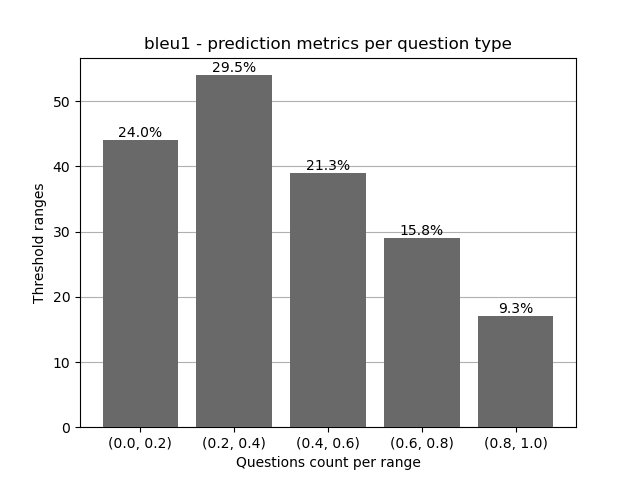 bleu1 - prediction metrics per question type
Threshold ranges
50
40
30
20
10
0
24.0%
29.5%
21.3%
15.8%
9.3%
(0.0, 0.2) (0.2, 0.4) (0.4, 0.6) (0.6, 0.8) (0.8, 1.0)
Questions count per range